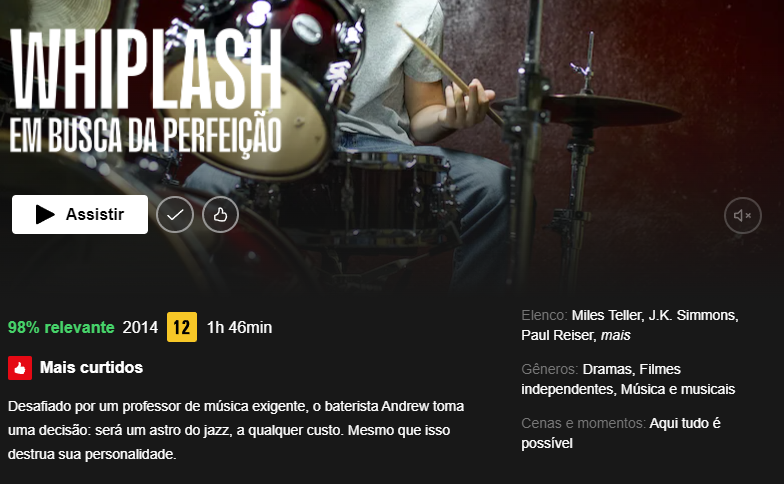 WHIPLASH
EM BUSCA DA PERFEIÇÃO
Assistir
98% relevante 2014 12 1h 46min
Mais curtidos
Desafiado por um professor de música exigente, o baterista Andrew toma
uma decisão: será um astro do jazz, a qualquer custo. Mesmo que isso
destrua sua personalidade.
Elenco: Miles Teller, J.K. Simmons,
Paul Reiser, mais
Gêneros: Dramas, Filmes
independentes, Música e musicais
Cenas e momentos: Aqui tudo é
possível